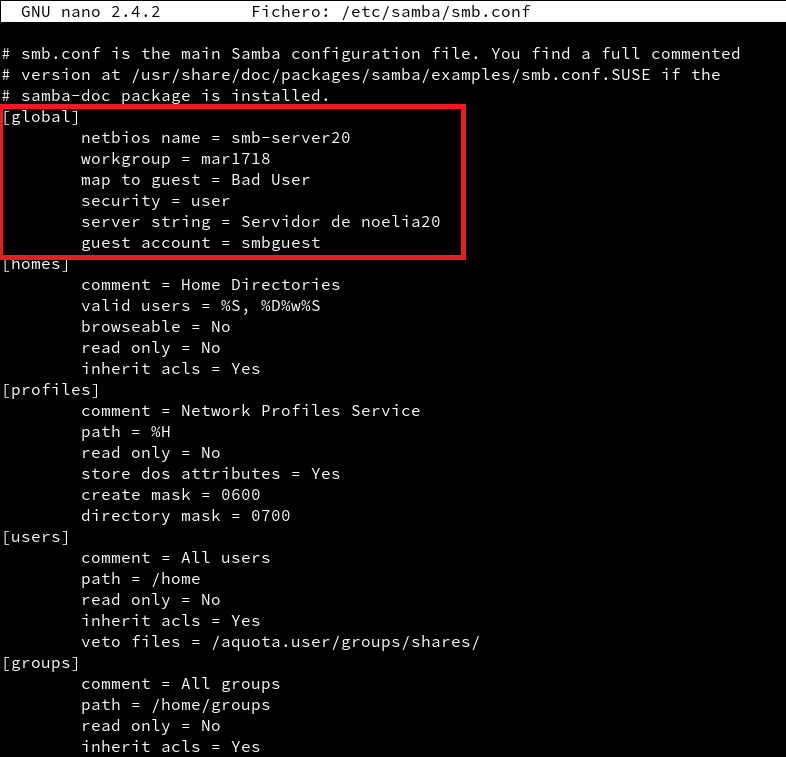 GNU nano 2.4.2 Fichero: /etc/samba/smb.conf
# smb.conf is the main Samba configuration file. You find a full commented
# version at /usr/share/doc/packages/samba/examples/smb.conf.SUSE if the
# samba-doc package is installed.
[global]
netbios name = smb-server20
workgroup = mar1718
map to guest = Bad User
security = user
server string = Servidor de noelia20
guest account = smbguest
[homes]
comment = Home Directories
valid users = %S, %D%w%S
browseable = No
read only = No
inherit acls = Yes
[profiles]
comment = Network Profiles Service
path = %H
read only = No
store dos attributes = Yes
create mask = 0600
directory mask = 0700
[users]
comment = All users
path = /home
read only = No
inherit acls = Yes
veto files = /aquota.user/groups/shares/
[groups]
comment = All groups
path = /home/groups
read only = No
inherit acls = Yes